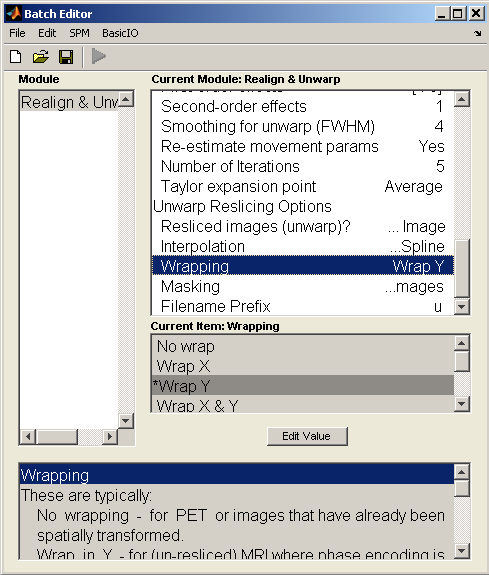 Batch Editor
File Edit SPM BasicIO
Module
Realign & Unw
Current Module: Realign & Unwarp
Second-order effects 1
Smoothing for unwarp (FWHM) 4
Re-estimate movement params Yes
Number of Iterations 5
Taylor expansion point Average
Unwarp Reslicing Options
Resliced images (unwarp)? ... Image
Interpolation ...Spline
Wrapping Wrap Y
Masking ...mages
Filename Prefix u
Current Item: Wrapping
No wrap
Wrap X
*Wrap Y
Wrap X & Y
Edit Value
Wrapping
These are typically:
No wrapping - for PET or images that have already been
spatially transformed.
Wrap in Y - for (un-resliced) MRI where phase encoding is